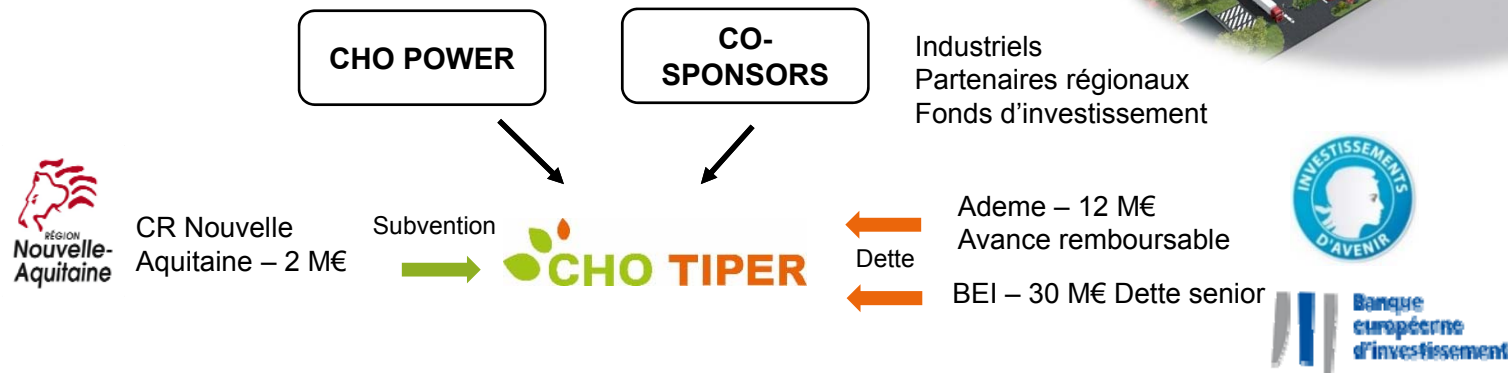 CHO POWER
CO-
SPONSORS
Industriels
Partenaires régionaux
Fonds d'investissement
RÉGION
Nouvelle-
Aquitaine
CR Nouvelle
Aquitaine – 2 M€
Subvention
CHO TIPER
Dette
Ademe – 12 M€
Avance remboursable
BEI – 30 M€ Dette senior
INVESTISSEMENTS
D'AVENIR
Banque
européenne
d'investissement